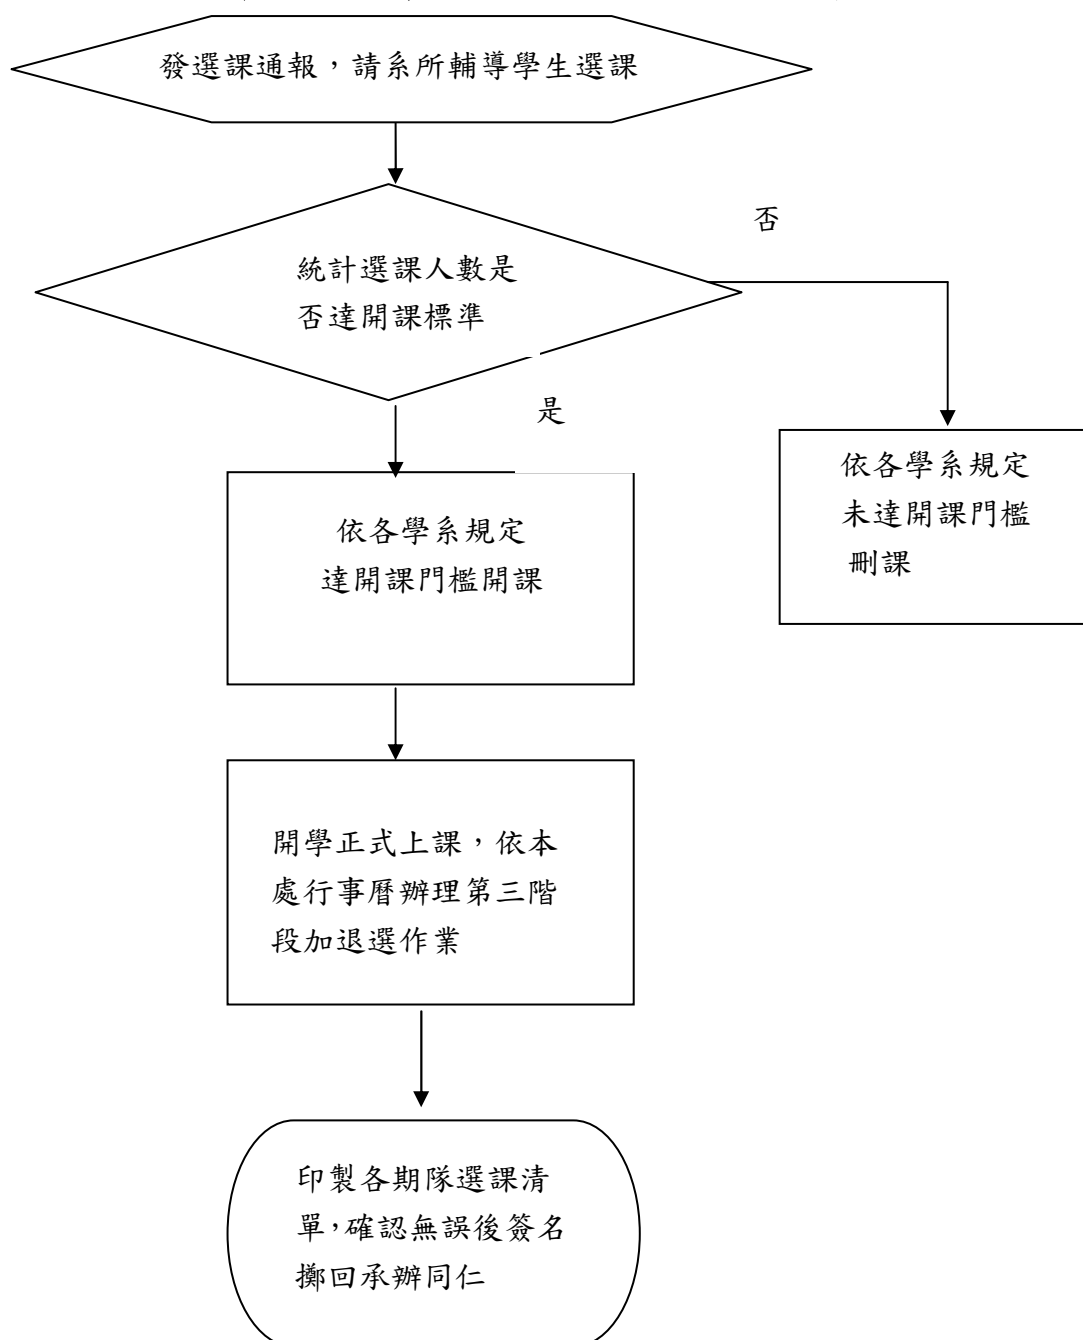 發選課通報，請系所輔導學生選課
否
統計選課人數是
否達開課標準
是
依各學系規定
未達開課門檻
刪課
依各學系規定
達開課門檻開課
開學正式上課，依本
處行事曆辦理第三階
段加退選作業
印製各期隊選課清
單，確認無誤後簽名
擲回承辦同仁